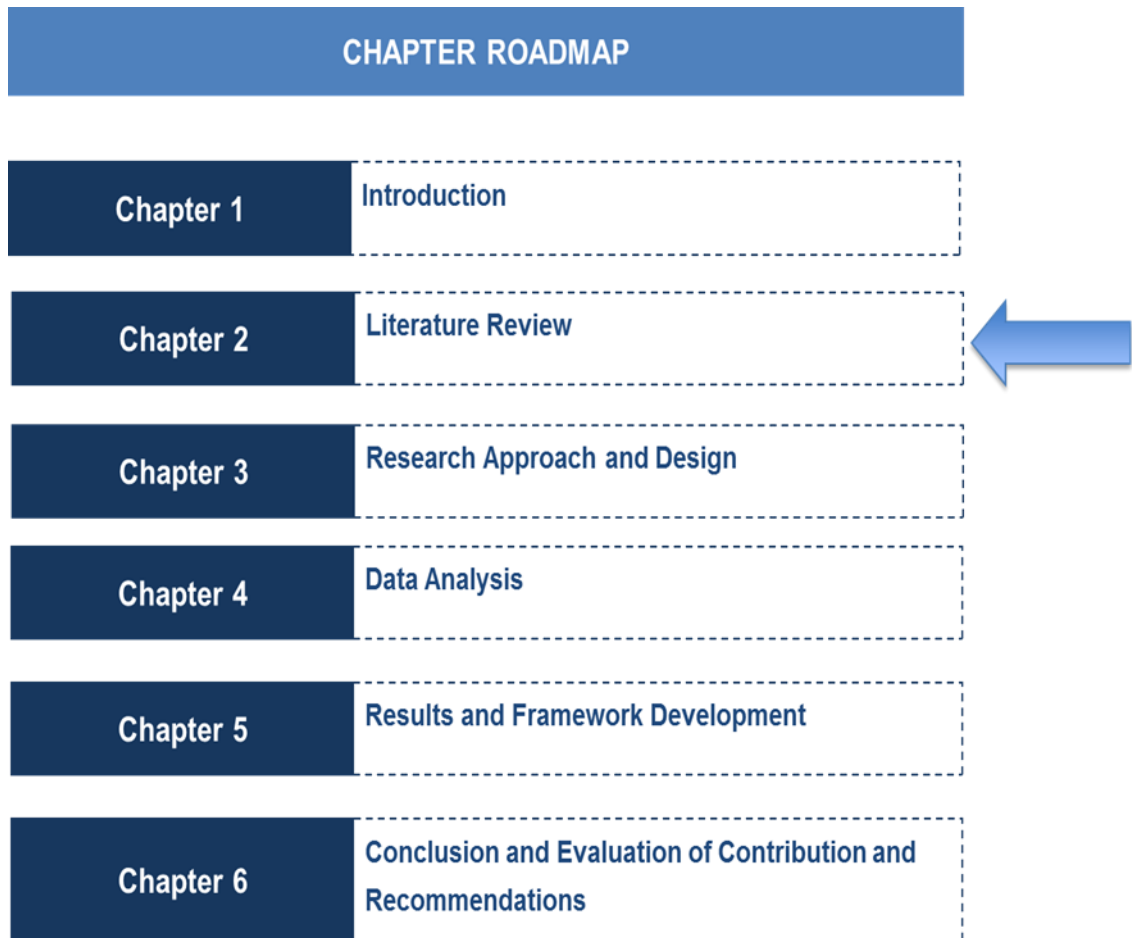 CHAPTER ROADMAP
Chapter 1
Introduction
Chapter 2
Literature Review
Chapter 3
Research Approach and Design
Chapter 4
Data Analysis
Chapter 5
Results and Framework Development
Chapter 6
Conclusion and Evaluation of Contribution and
Recommendations